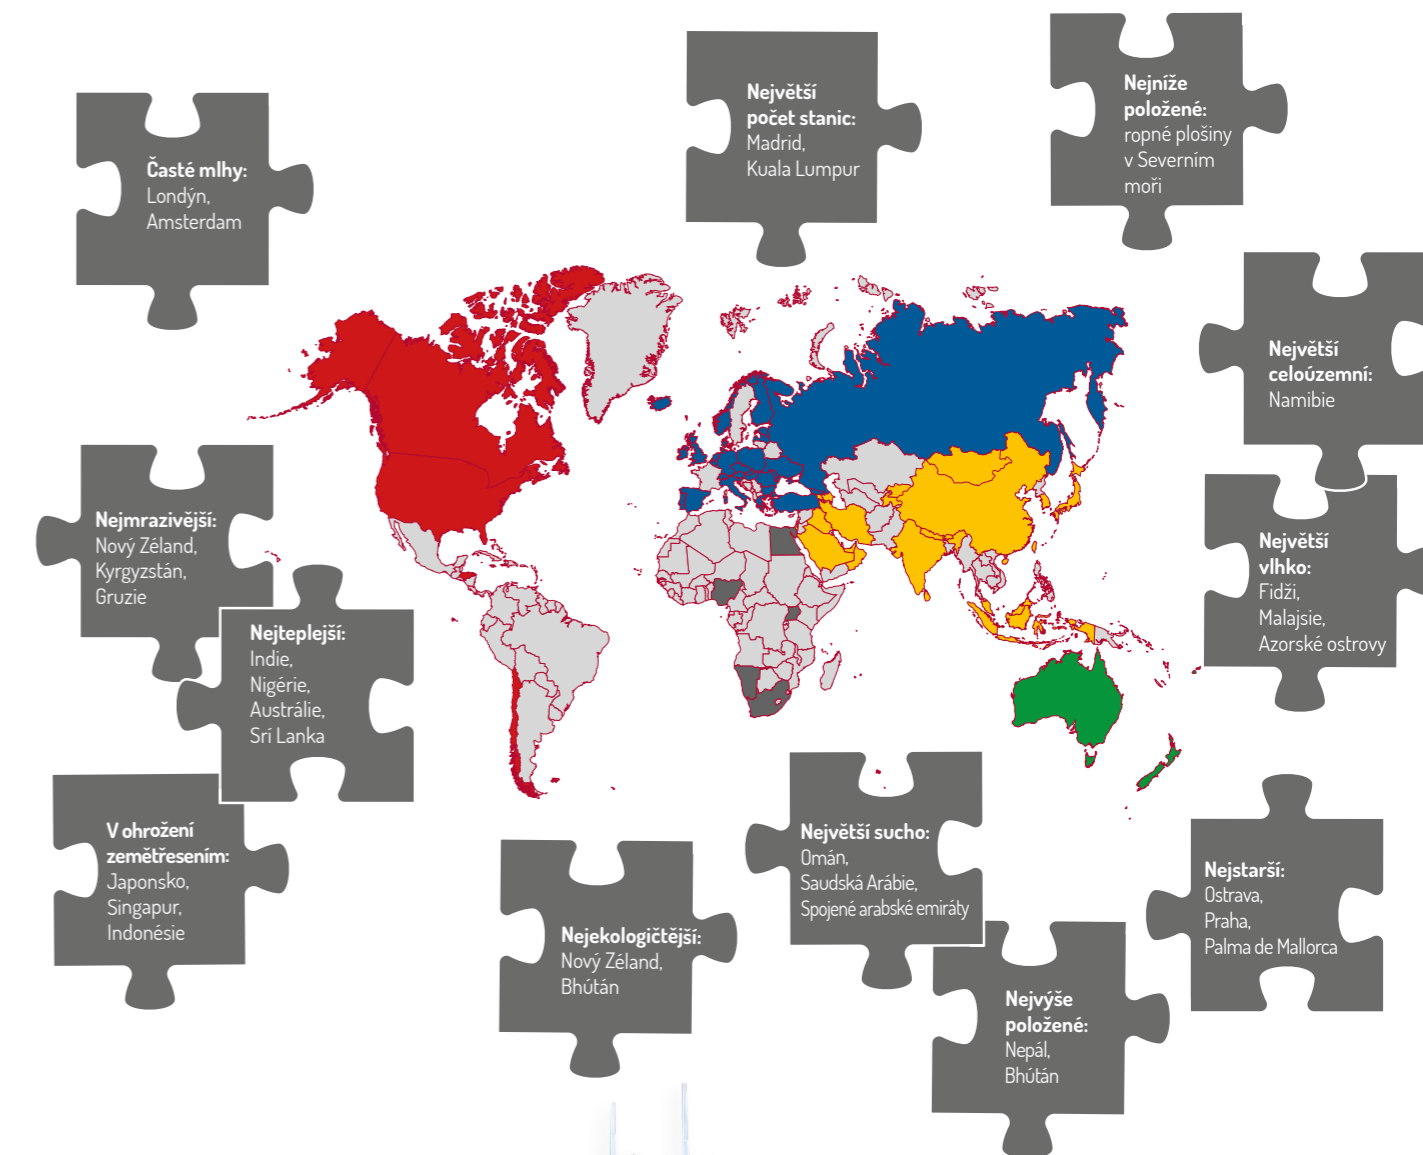 Časté mlhy:
Londýn,
Amsterdam
Největší
počet stanic:
Madrid,
Kuala Lumpur
Nejníže
položené:
ropné plošiny
v Severním
moři
Největší
celoúzemní:
Namibie
Nejmrazivější:
Nový Zéland,
Kyrgyzstán,
Gruzie
Největší
vlhko:
Fidži,
Malajsie,
Azorské ostrovy
Nejteplejší:
Indie,
Nigérie,
Austrálie,
Srí Lanka
V ohrožení
zemětřesením:
Japonsko,
Singapur,
Indonésie
Nejekologičtější:
Nový Zéland,
Bhútán
Největší sucho:
Omán,
Saudská Arábie,
Spojené arabské emiráty
Nejvýše
položené:
Nepál,
Bhútán
Nejstarší:
Ostrava,
Praha,
Palma de Mallorca